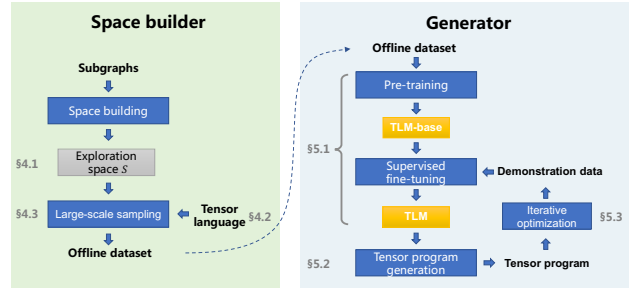 Space builder
Subgraphs
Space building
§4.1
Exploration
space S
§4.3
Large-scale sampling
Tensor
language
§4.2
Offline dataset
Generator
Offline dataset
Pre-training
TLM-base
§5.1
Supervised
fine-tuning
Demonstration data
TLM
Iterative
optimization
§5.3
§5.2
Tensor program
generation
Tensor program